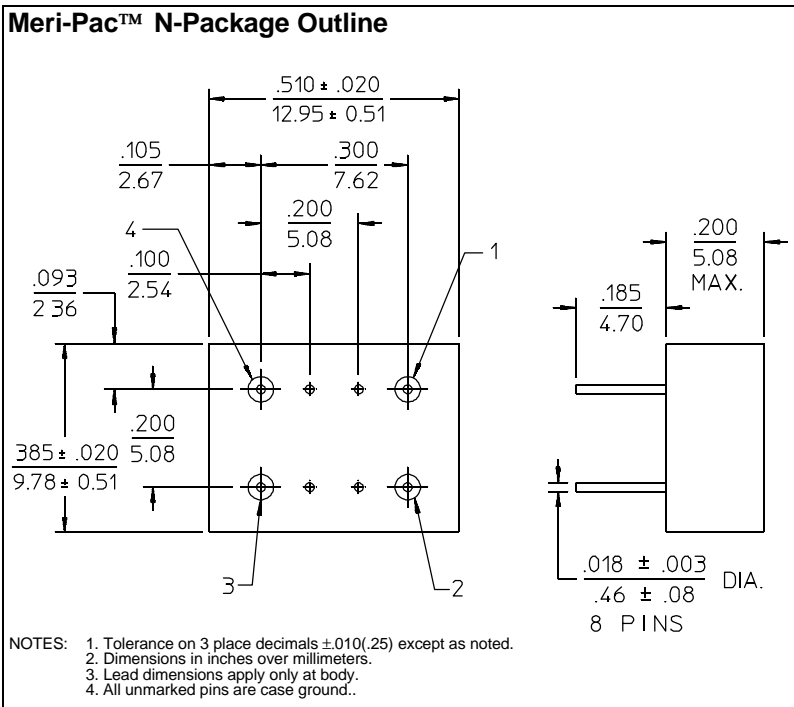 Meri-Pac™ N-Package Outline
.510 ± .020
12.95 ± 0.51
.105
2.67
.300
7.62
.200
5.08
4
1
.100
2.54
.093
2 36
.200
5.08
MAX.
.185
4.70
.200
5.08
385 ± .020
9.78 ± 0.51
3
2
.018 ± .003
.46 ± .08
DIA.
8 PINS
NOTES: 1. Tolerance on 3 place decimals ±.010(.25) except as noted.
2. Dimensions in inches over millimeters.
3. Lead dimensions apply only at body.
4. All unmarked pins are case ground..